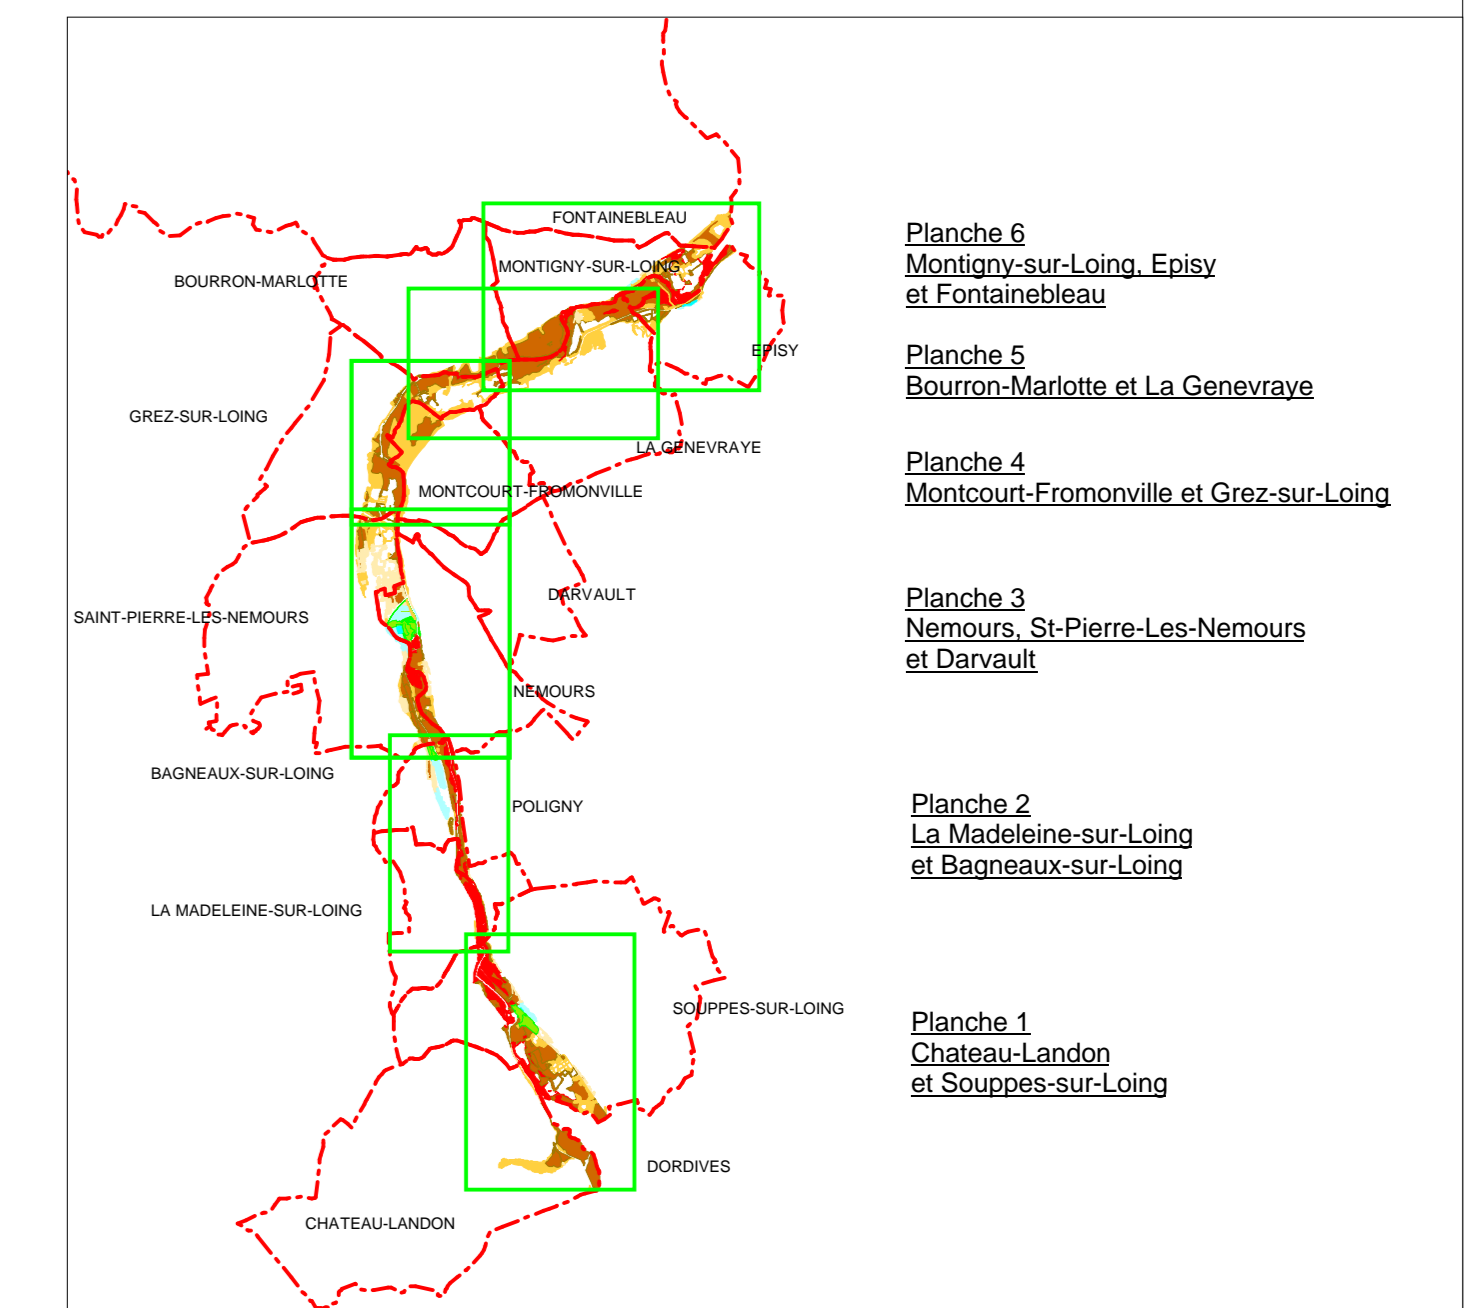 FONTAINEBLEAU
MONTIGNY-SUR-LOING
BOURRON-MARLOTTE
EPISY
GREZ-SUR-LOING
LA GENEVRAYE
MONTCOURT-FROMONVILLE
DARVAULT
SAINT-PIERRE-LES-NEMOURS
NEMOURS
BAGNEAUX-SUR-LOING
POLIGNY
LA MADELEINE-SUR-LOING
SOUPPES-SUR-LOING
DORDIVES
CHATEAU-LANDON
Planche 6
Montigny-sur-Loing, Episy
et Fontainebleau
Planche 5
Bourron-Marlotte et La Genevraye
Planche 4
Montcourt-Fromonville et Grez-sur-Loing
Planche 3
Nemours, St-Pierre-Les-Nemours
et Darvault
Planche 2
La Madeleine-sur-Loing
et Bagneaux-sur-Loing
Planche 1
Chateau-Landon
et Souppes-sur-Loing